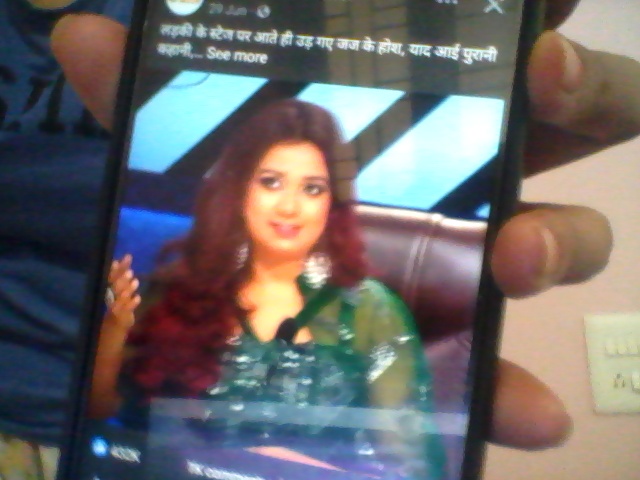 29 Jun ·
लड़की के स्टेज पर आते ही उड़ गए जज के होश, याद आई पुरानी
कहानी,... See more